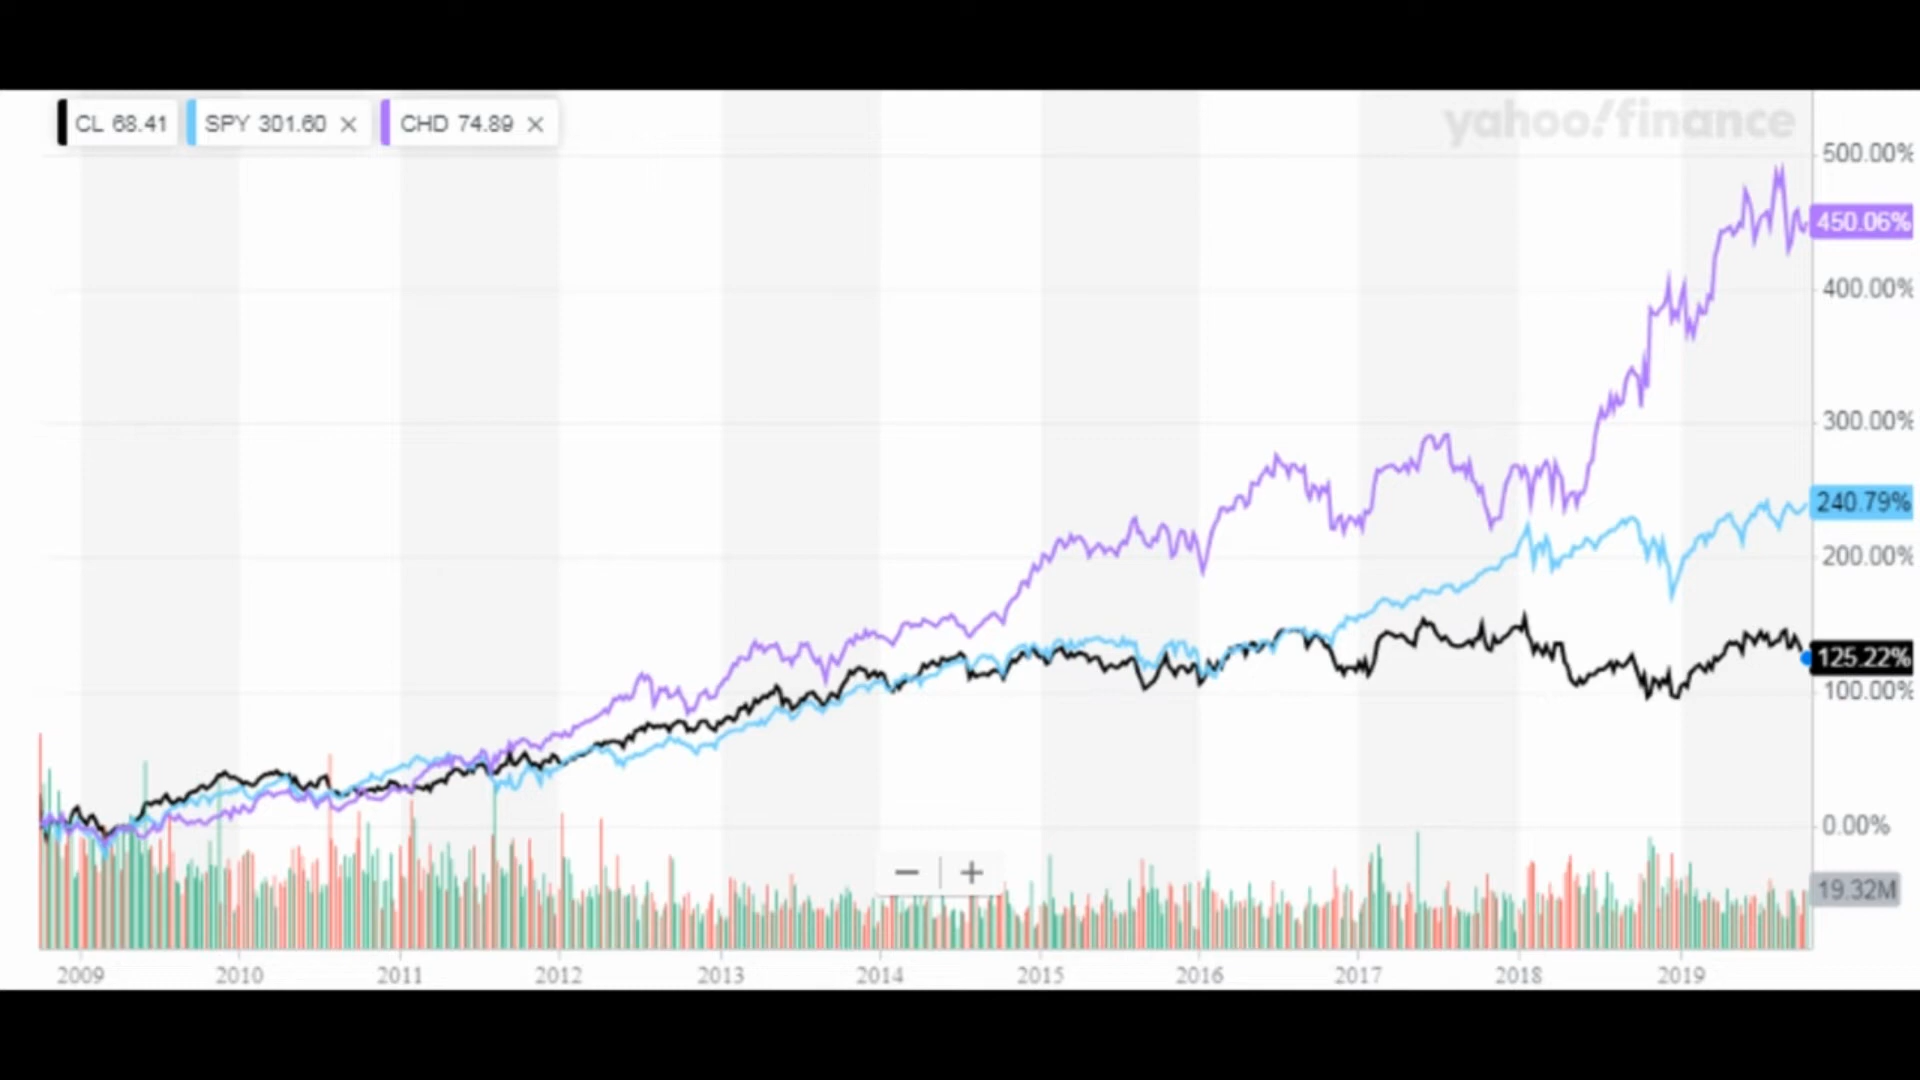 CL 68.41 SPY 301.60 × CHD 74.89 ×
yahoo!finance
500.00%
450.06%
400.00%
300.00%
240.79%
200.00%
125.22%
100.00%
0.00%
19.32M
2009 2010 2011 2012 2013 2014 2015 2016 2017 2018 2019